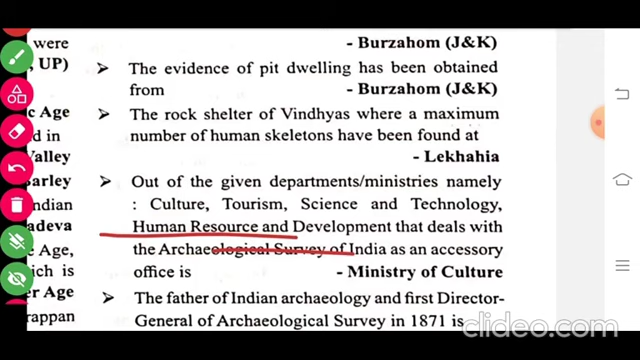 were
, UP)
ic Age
d in
Valley
Barley
ndian
adeva
e Age,
ich is
er Age
rappan
- Burzahom (J&K)
➢ The evidence of pit dwelling has been obtained
from - Burzahom (J&K)
➢ The rock shelter of Vindhyas where a maximum
number of human skeletons have been found at
- Lekhahia
➢ Out of the given departments/ministries namely
: Culture, Tourism, Science and Technology,
Human Resource and Development that deals with
the Archaeological Survey of India as an accessory
office is - Ministry of Culture
➢ The father of Indian archaeology and first Director-
General of Archaeological Survey in 1871 is
clideo.com